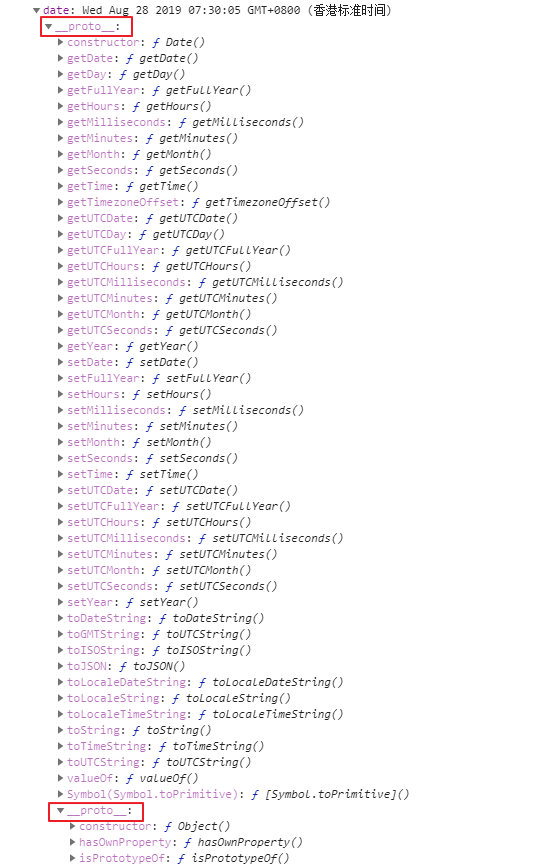 date: Wed Aug 28 2019 07:30:05 GMT+0800 (香港标准时间)
__proto__:
constructor: ƒ Date()
getDate: ƒ getDate()
getDay: ƒ getDay()
getFullYear: ƒ getFullYear()
getHours: ƒ getHours()
getMilliseconds: ƒ getMilliseconds()
getMinutes: ƒ getMinutes()
getMonth: ƒ getMonth()
getSeconds: ƒ getSeconds()
getTime: ƒ getTime()
getTimezoneOffset: ƒ getTimezoneOffset()
getUTCDate: ƒ getUTCDate()
getUTCDay: ƒ getUTCDay()
getUTCFullYear: ƒ getUTCFullYear()
getUTCHours: ƒ getUTCHours()
getUTCMilliseconds: ƒ getUTCMilliseconds()
getUTCMinutes: ƒ getUTCMinutes()
getUTCMonth: ƒ getUTCMonth()
getUTCSeconds: ƒ getUTCSeconds()
getYear: ƒ getYear()
setDate: ƒ setDate()
setFullYear: ƒ setFullYear()
setHours: ƒ setHours()
setMilliseconds: ƒ setMilliseconds()
setMinutes: ƒ setMinutes()
setMonth: ƒ setMonth()
setSeconds: ƒ setSeconds()
setTime: ƒ setTime()
setUTCDate: ƒ setUTCDate()
setUTCFullYear: ƒ setUTCFullYear()
setUTCHours: ƒ setUTCHours()
setUTCMilliseconds: ƒ setUTCMilliseconds()
setUTCMinutes: ƒ setUTCMinutes()
setUTCMonth: ƒ setUTCMonth()
setUTCSeconds: ƒ setUTCSeconds()
setYear: ƒ setYear()
toDateString: ƒ toDateString()
toGMTString: ƒ toUTCString()
toISOString: ƒ toISOString()
toJSON: ƒ toJSON()
toLocaleDateString: ƒ toLocaleDateString()
toLocaleString: ƒ toLocaleString()
toLocaleTimeString: ƒ toLocaleTimeString()
toString: ƒ toString()
toTimeString: ƒ toTimeString()
toUTCString: ƒ toUTCString()
valueOf: ƒ valueOf()
Symbol(Symbol.toPrimitive): ƒ [Symbol.toPrimitive]()
__proto__:
constructor: ƒ Object()
hasOwnProperty: ƒ hasOwnProperty()
isPrototypeOf: ƒ isPrototypeOf()